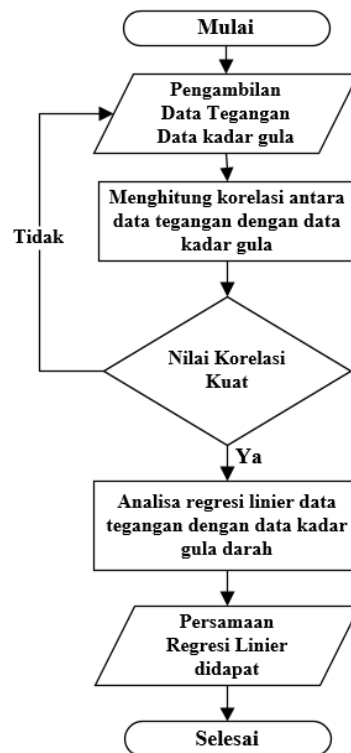 Mulai
Pengambilan
Data Tegangan
Data kadar gula
Menghitung korelasi antara
data tegangan dengan data
kadar gula
Tidak
Nilai Korelasi
Kuat
Ya
Analisa regresi linier data
tegangan dengan data kadar
gula darah
Persamaan
Regresi Linier
didapat
Selesai